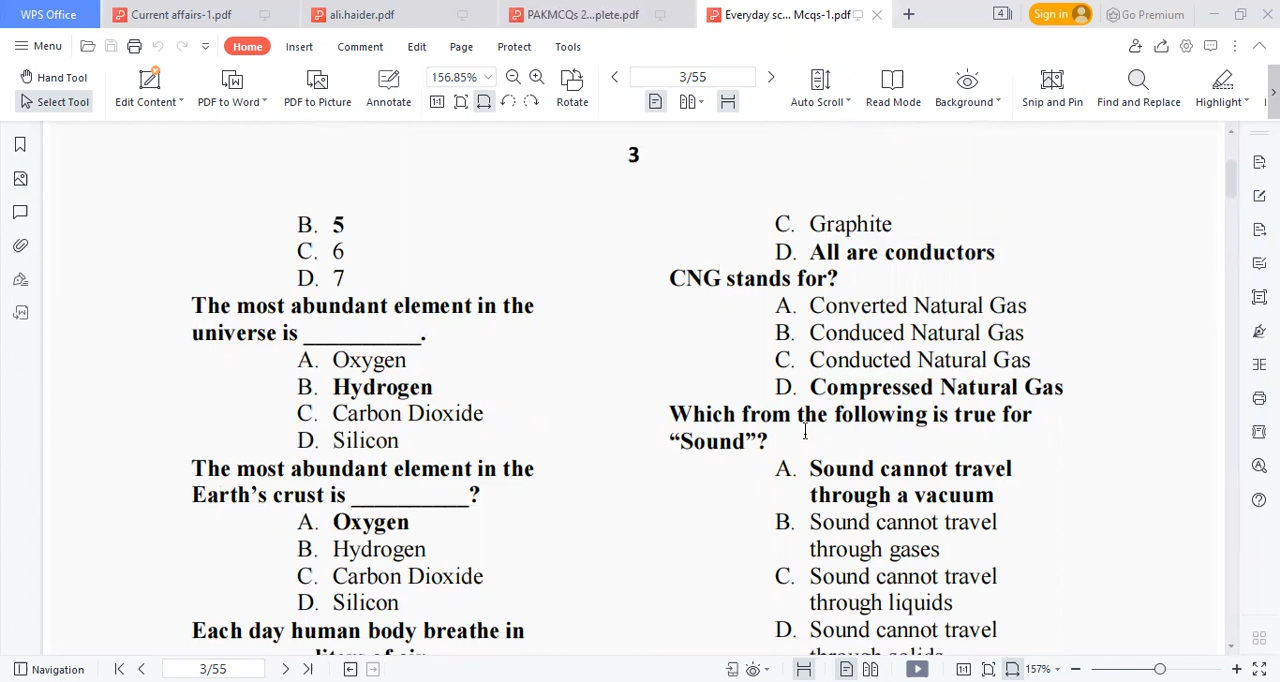 WPS Office
Current affairs-1.pdf
ali.haider.pdf
PAKMCQs 2...plete.pdf
Everyday sc... Mcqs-1.pdf
4
Sign in
Go Premium
Menu
Home
Insert
Comment
Edit
Page
Protect
Tools
Hand Tool
Select Tool
Edit Content
PDF to Word
PDF to Picture
Annotate
156.85%
Rotate
3/55
Auto Scroll
Read Mode
Background
Snip and Pin
Find and Replace
Highlight
3
B. 5
C. 6
D. 7
The most abundant element in the
universe is __________.
A. Oxygen
B. Hydrogen
C. Carbon Dioxide
D. Silicon
The most abundant element in the
Earth’s crust is __________?
A. Oxygen
B. Hydrogen
C. Carbon Dioxide
D. Silicon
Each day human body breathe in
C. Graphite
D. All are conductors
CNG stands for?
A. Converted Natural Gas
B. Conduced Natural Gas
C. Conducted Natural Gas
D. Compressed Natural Gas
Which from the following is true for
“Sound”?
A. Sound cannot travel
through a vacuum
B. Sound cannot travel
through gases
C. Sound cannot travel
through liquids
D. Sound cannot travel
through solids
Navigation
3/55
157%